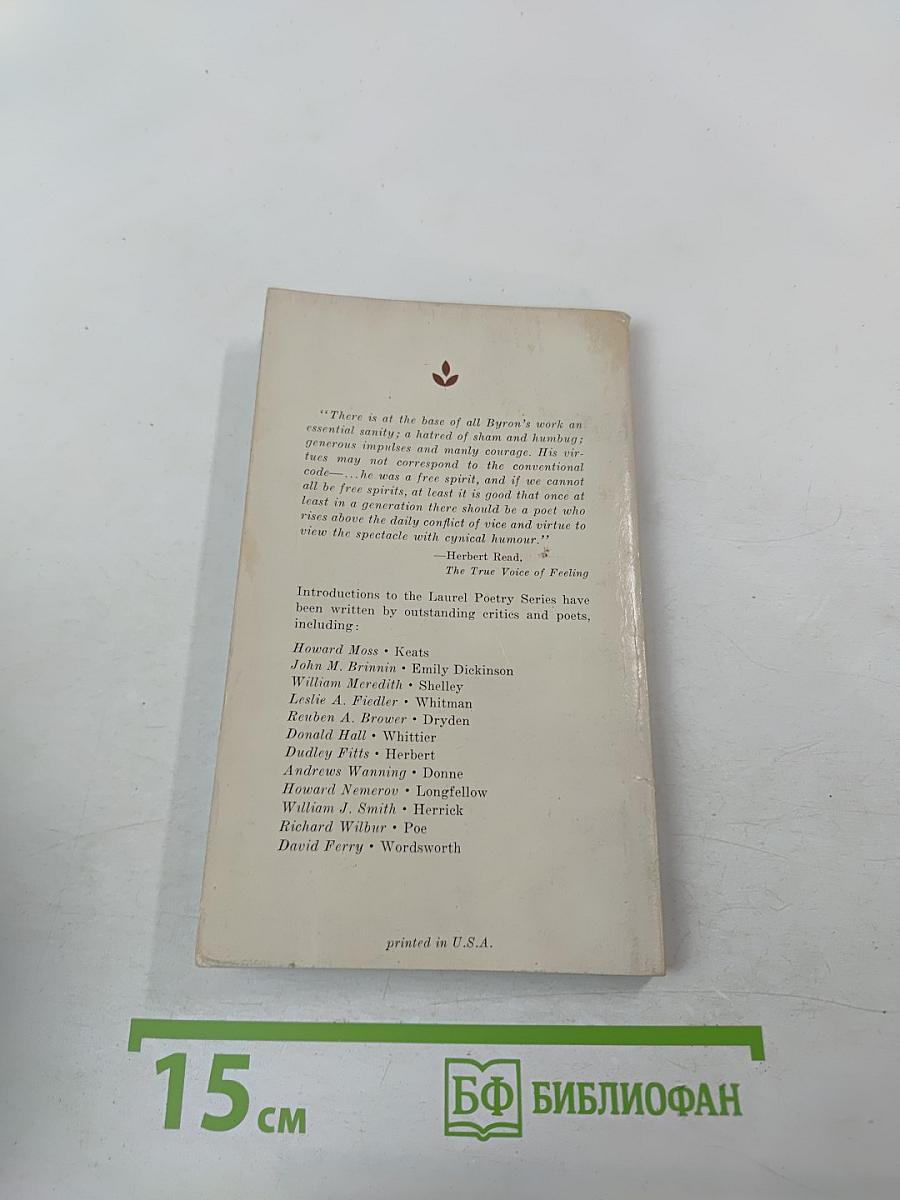 “There is at the base of all Byron’s work an
essential sanity; a hatred of sham and humbug;
generous impulses and manly courage. His vir-
tues may not correspond to the conventional
code—...he was a free spirit, and if we cannot
all be free spirits, at least it is good that once at
least in a generation there should be a poet who
rises above the daily conflict of vice and virtue to
view the spectacle with cynical humour.”
—Herbert Read,
The True Voice of Feeling
Introductions to the Laurel Poetry Series have
been written by outstanding critics and poets,
including:
Howard Moss • Keats
John M. Brinnin • Emily Dickinson
William Meredith • Shelley
Leslie A. Fiedler • Whitman
Reuben A. Brower • Dryden
Donald Hall • Whittier
Dudley Fitts • Herbert
Andrews Wanning • Donne
Howard Nemerov • Longfellow
William J. Smith • Herrick
Richard Wilbur • Poe
David Ferry • Wordsworth
printed in U.S.A.
15 см
БФ БИБЛИОФАН